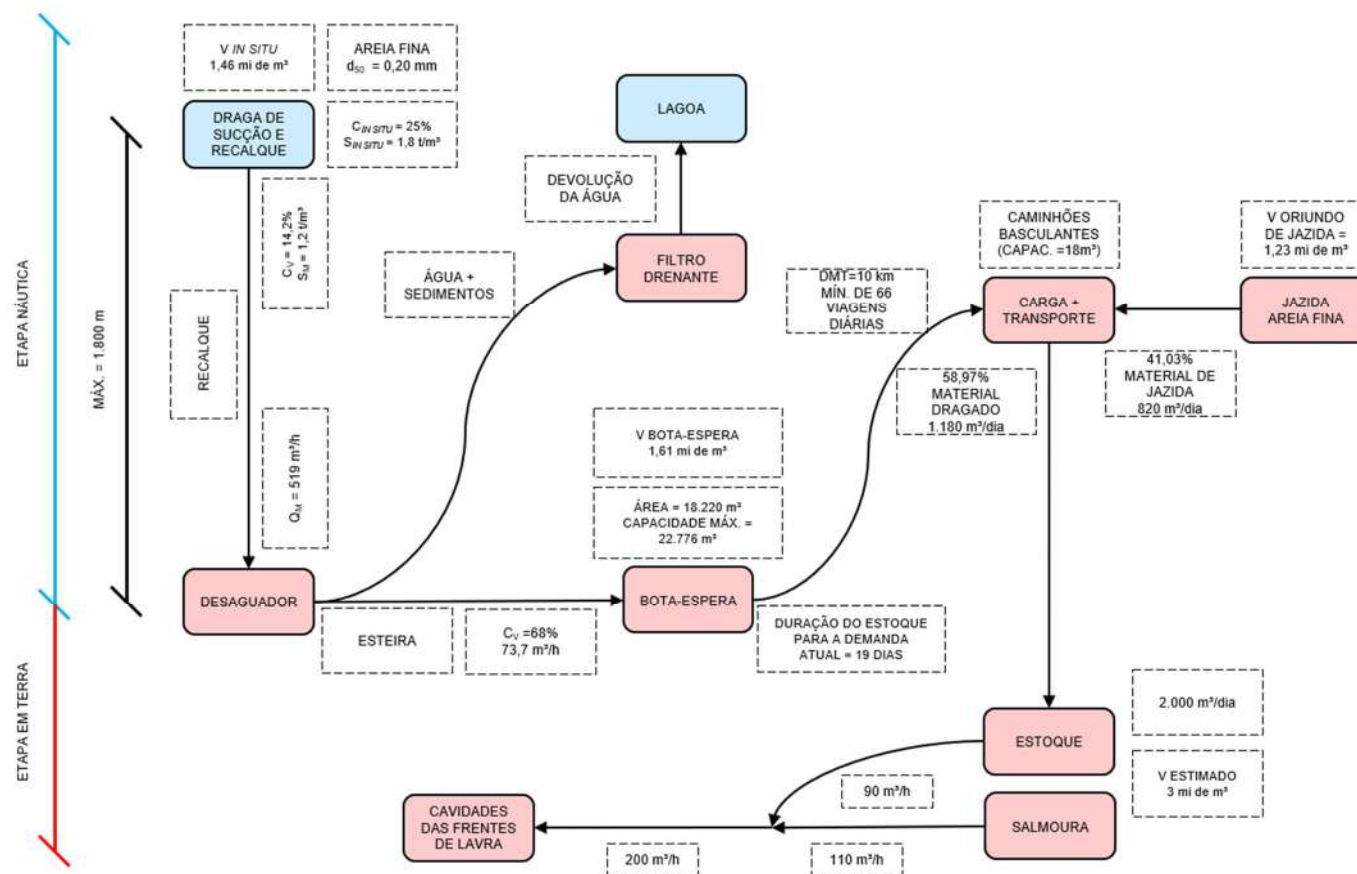 ETAPA NÁUTICA
ETAPA EM TERRA
MÁX. = 1.800 m
V IN SITU
1,46 mi de m³
AREIA FINA
d₅₀ = 0,20 mm
DRAGA DE
SUCÇÃO E
RECALQUE
C IN SITU = 25%
S IN SITU = 1,8 t/m³
C_V = 14,2%
S_M = 1,2 t/m³
RECALQUE
Q_M = 519 m³/h
DESAGUADOR
ÁGUA +
SEDIMENTOS
LAGOA
DEVOLUÇÃO
DA ÁGUA
FILTRO
DRENANTE
ESTEIRA
C_V =68%
73,7 m³/h
V BOTA-ESPERA
1,61 mi de m³
ÁREA = 18.220 m²
CAPACIDADE MÁX. =
22.776 m³
BOTA-ESPERA
DURAÇÃO DO ESTOQUE
PARA A DEMANDA
ATUAL = 19 DIAS
DMT=10 km
MÍN. DE 66
VIAGENS
DIÁRIAS
CAMINHÕES
BASCULANTES
(CAPAC. =18m³)
CARGA +
TRANSPORTE
V ORIUNDO
DE JAZIDA =
1,23 mi de m³
JAZIDA
AREIA FINA
58,97%
MATERIAL
DRAGADO
1.180 m³/dia
41,03%
MATERIAL DE
JAZIDA
820 m³/dia
ESTOQUE
2.000 m³/dia
V ESTIMADO
3 mi de m³
90 m³/h
SALMOURA
110 m³/h
200 m³/h
CAVIDADES
DAS FRENTES
DE LAVRA